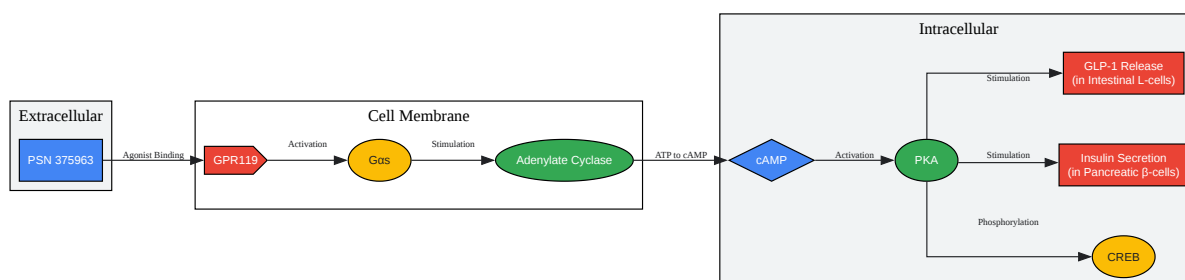 Extracellular
PSN 375963
Agonist Binding
Cell Membrane
GPR119
Activation
Gαs
Stimulation
Adenylate Cyclase
ATP to cAMP
Intracellular
cAMP
Activation
PKA
Stimulation
GLP-1 Release
(in Intestinal L-cells)
Stimulation
Insulin Secretion
(in Pancreatic β-cells)
Phosphorylation
CREB